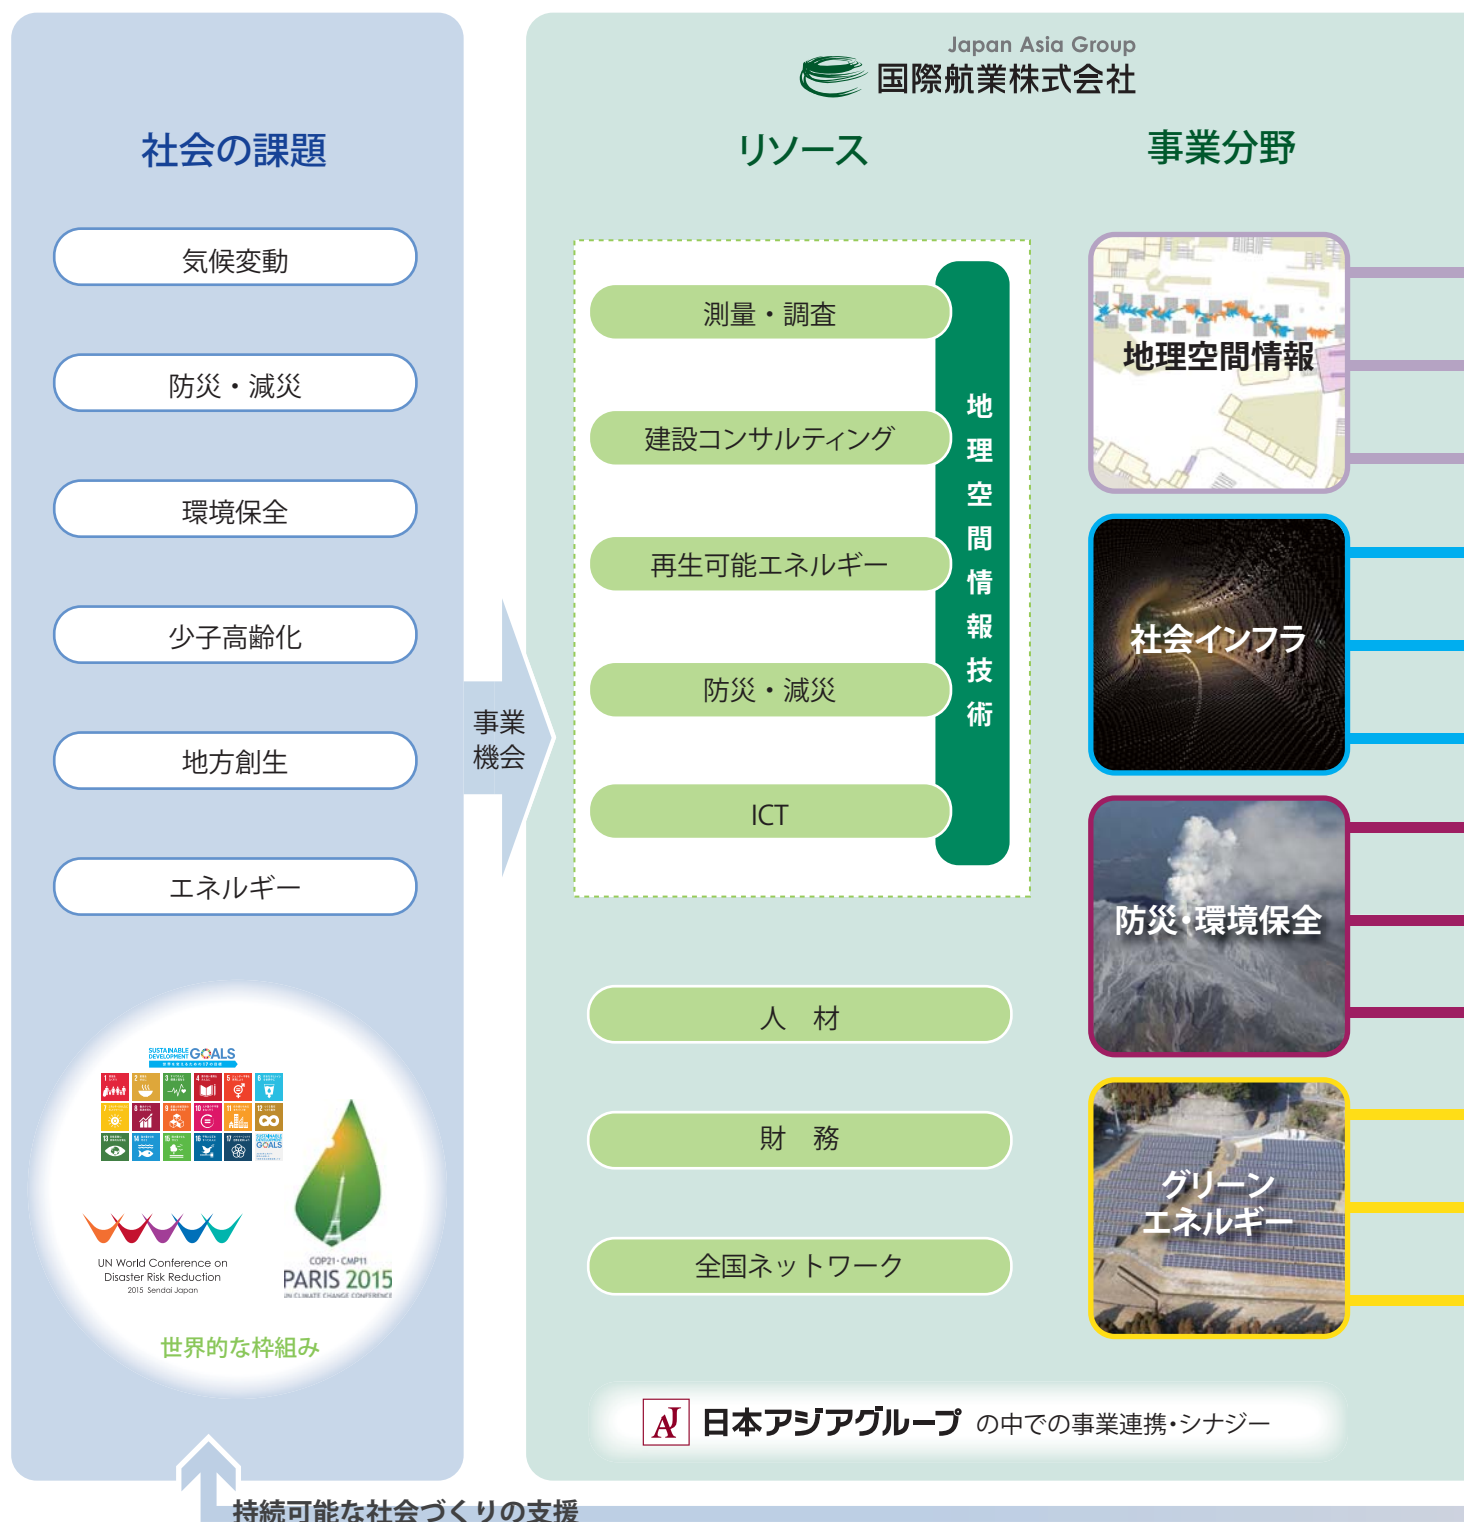 社会の課題
気候変動
防災・減災
環境保全
少子高齢化
地方創生
エネルギー
SUSTAINABLE
DEVELOPMENT GOALS
UN World Conference on
Disaster Risk Reduction
2015 Sendai Japan
COP21・CMP11
PARIS 2015
UN CLIMATE CHANGE CONFERENCE
世界的な枠組み
事業
機会
Japan Asia Group
国際航業株式会社
リソース
測量・調査
建設コンサルティング
再生可能エネルギー
防災・減災
ICT
地理空間情報技術
人 材
財 務
全国ネットワーク
事業分野
地理空間情報
社会インフラ
防災・環境保全
グリーン
エネルギー
AJ 日本アジアグループ の中での事業連携・シナジー
持続可能な社会づくりの支援